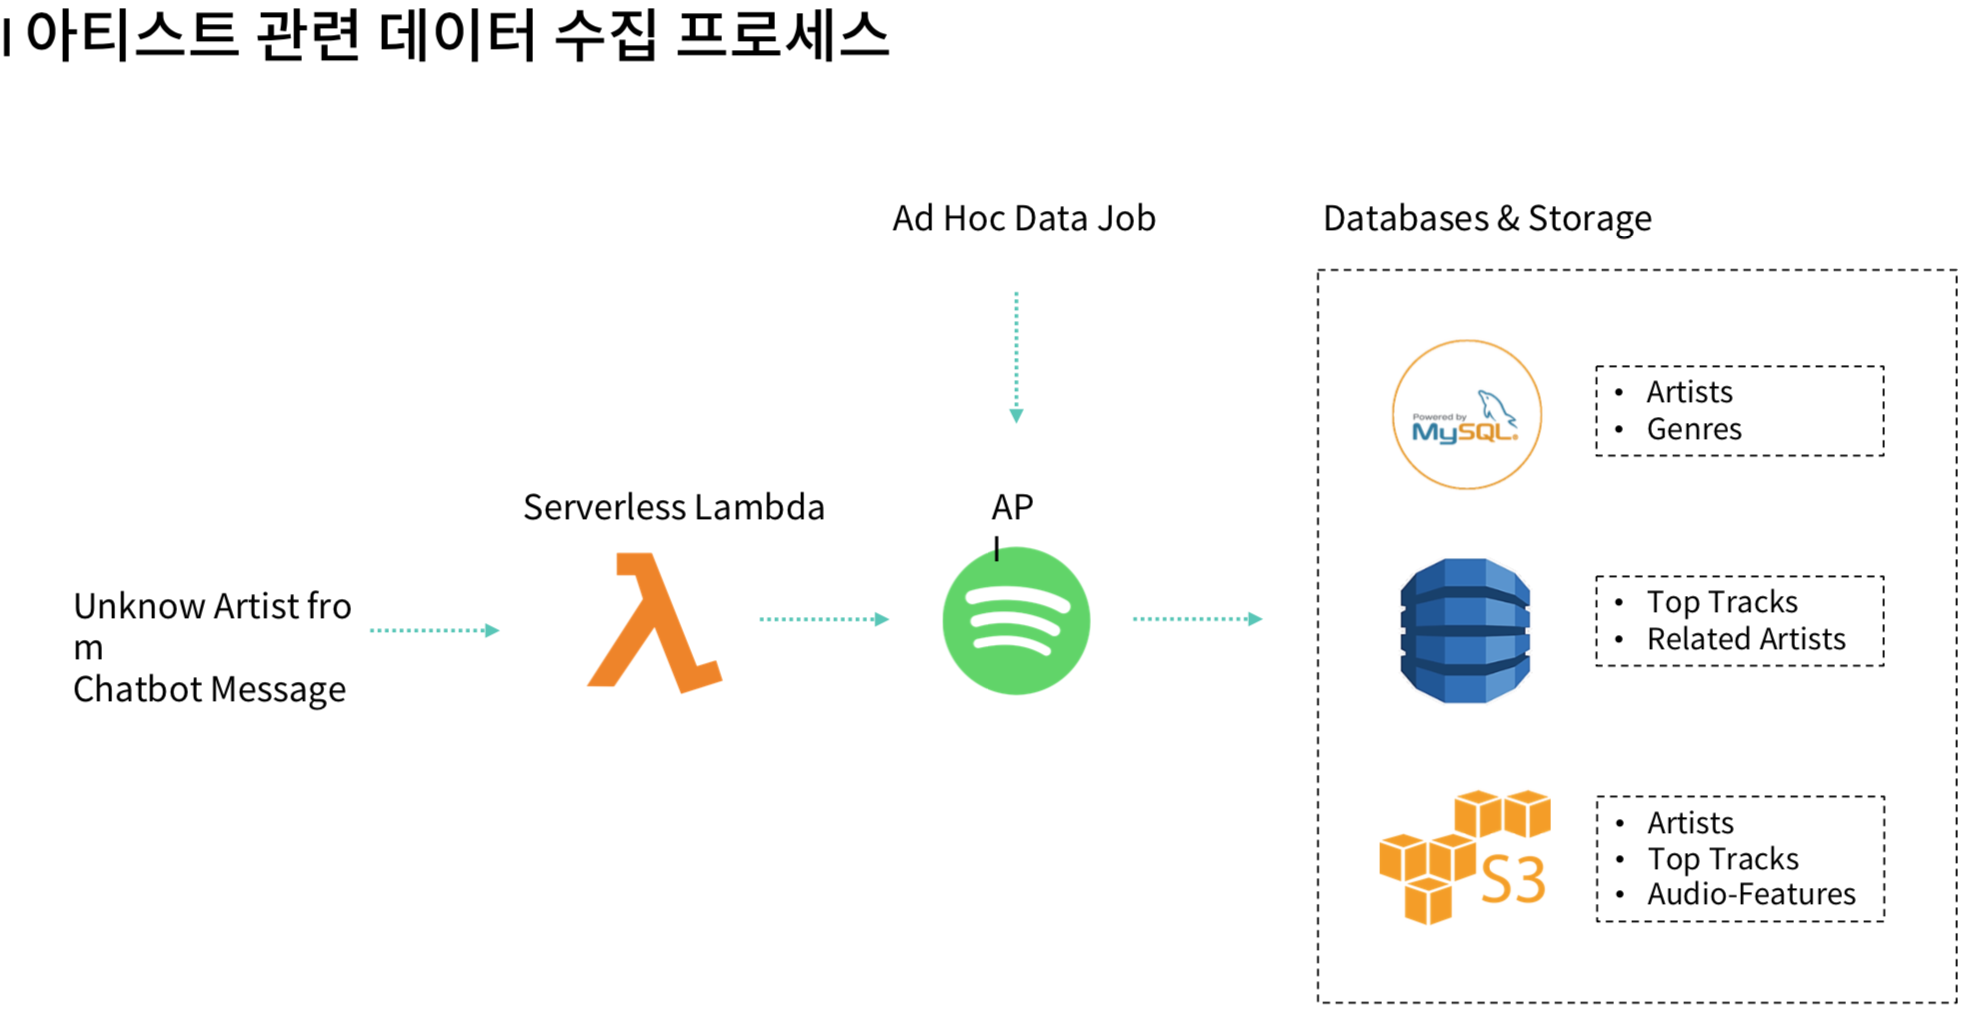 | 아티스트 관련 데이터 수집 프로세스
Ad Hoc Data Job
Databases & Storage
Powered by
MySQL®
• Artists
• Genres
Serverless Lambda
AP
I
Unknow Artist fro
m
Chatbot Message
• Top Tracks
• Related Artists
S3
• Artists
• Top Tracks
• Audio-Features